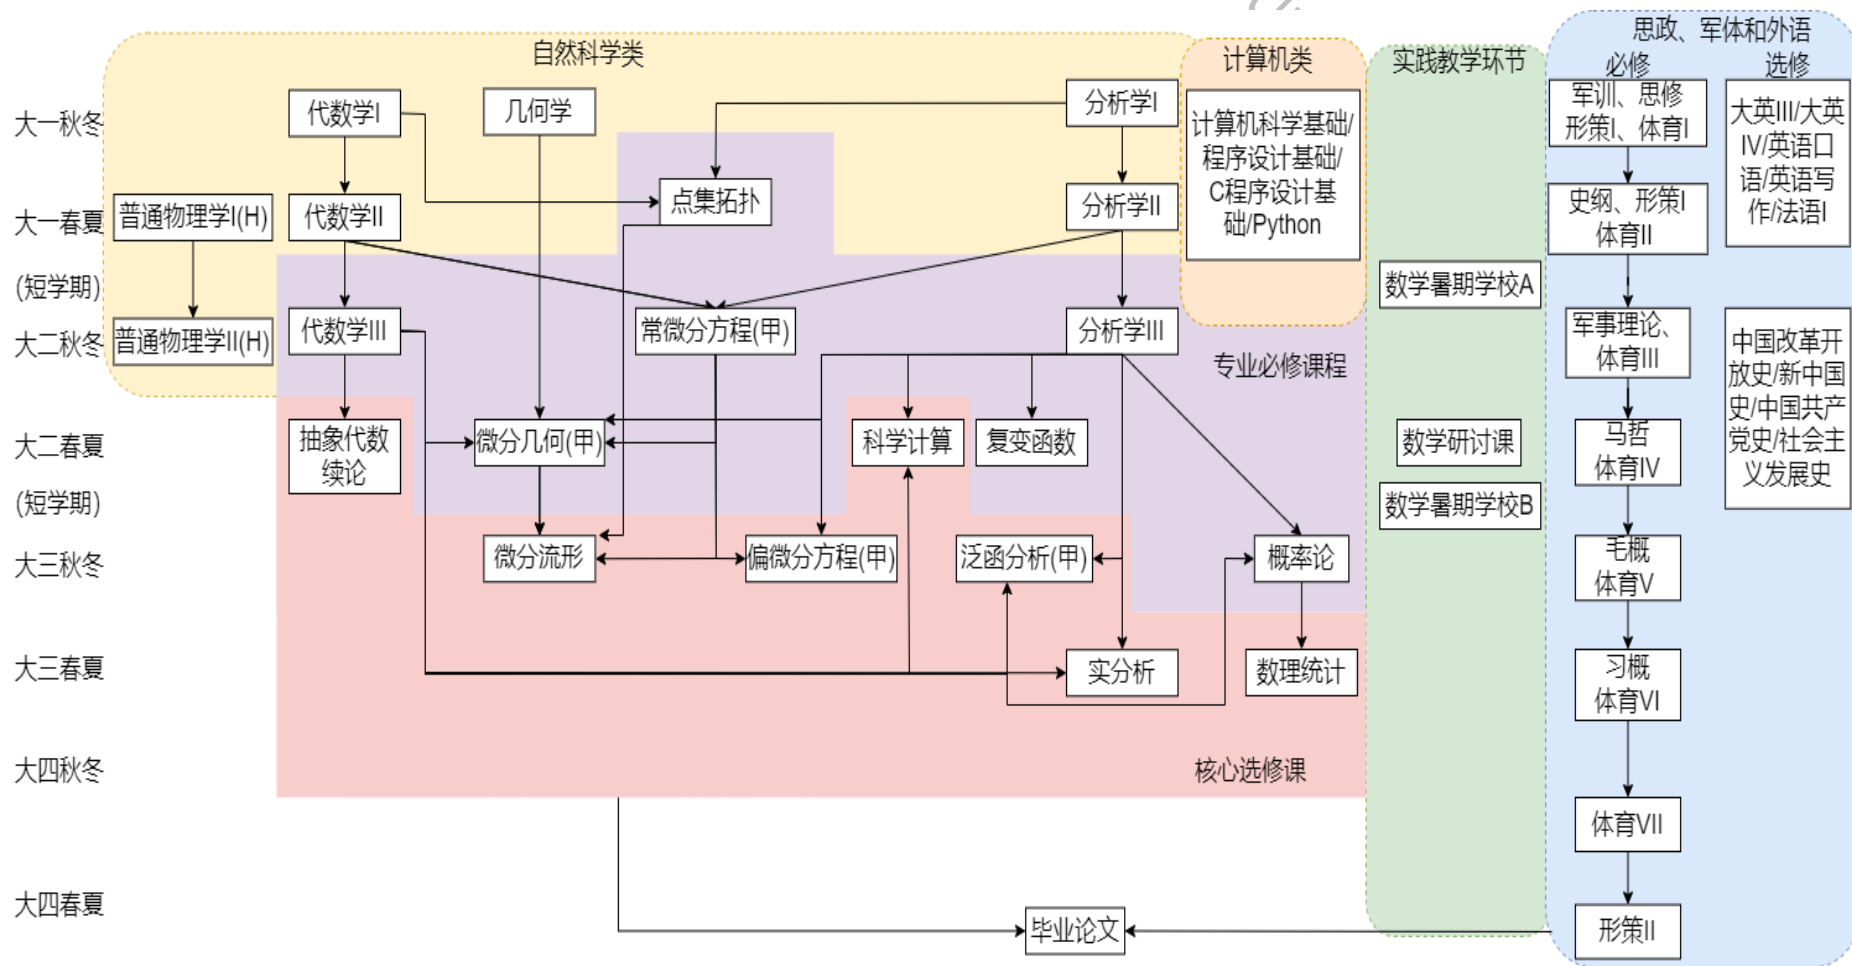 自然科学类
计算机类
实践教学环节
思政、军体和外语
必修
选修
大一秋冬
代数学I
几何学
分析学I
计算机科学基础/
程序设计基础/
C程序设计基
础/Python
军训、思修
形策I、体育I
大英III/大英
IV/英语口
语/英语写
作/法语I
大一春夏
普通物理学I(H)
代数学II
点集拓扑
分析学II
史纲、形策I
体育II
(短学期)
数学暑期学校A
大二秋冬
普通物理学II(H)
代数学III
常微分方程(甲)
分析学III
专业必修课程
军事理论、
体育III
中国改革开
放史/新中国
史/中国共产
党史/社会主
义发展史
大二春夏
抽象代数
续论
微分几何(甲)
科学计算
复变函数
数学研讨课
马哲
体育IV
(短学期)
数学暑期学校B
大三秋冬
微分流形
偏微分方程(甲)
泛函分析(甲)
概率论
毛概
体育V
大三春夏
实分析
数理统计
习概
体育VI
大四秋冬
核心选修课
体育VII
大四春夏
毕业论文
形策II